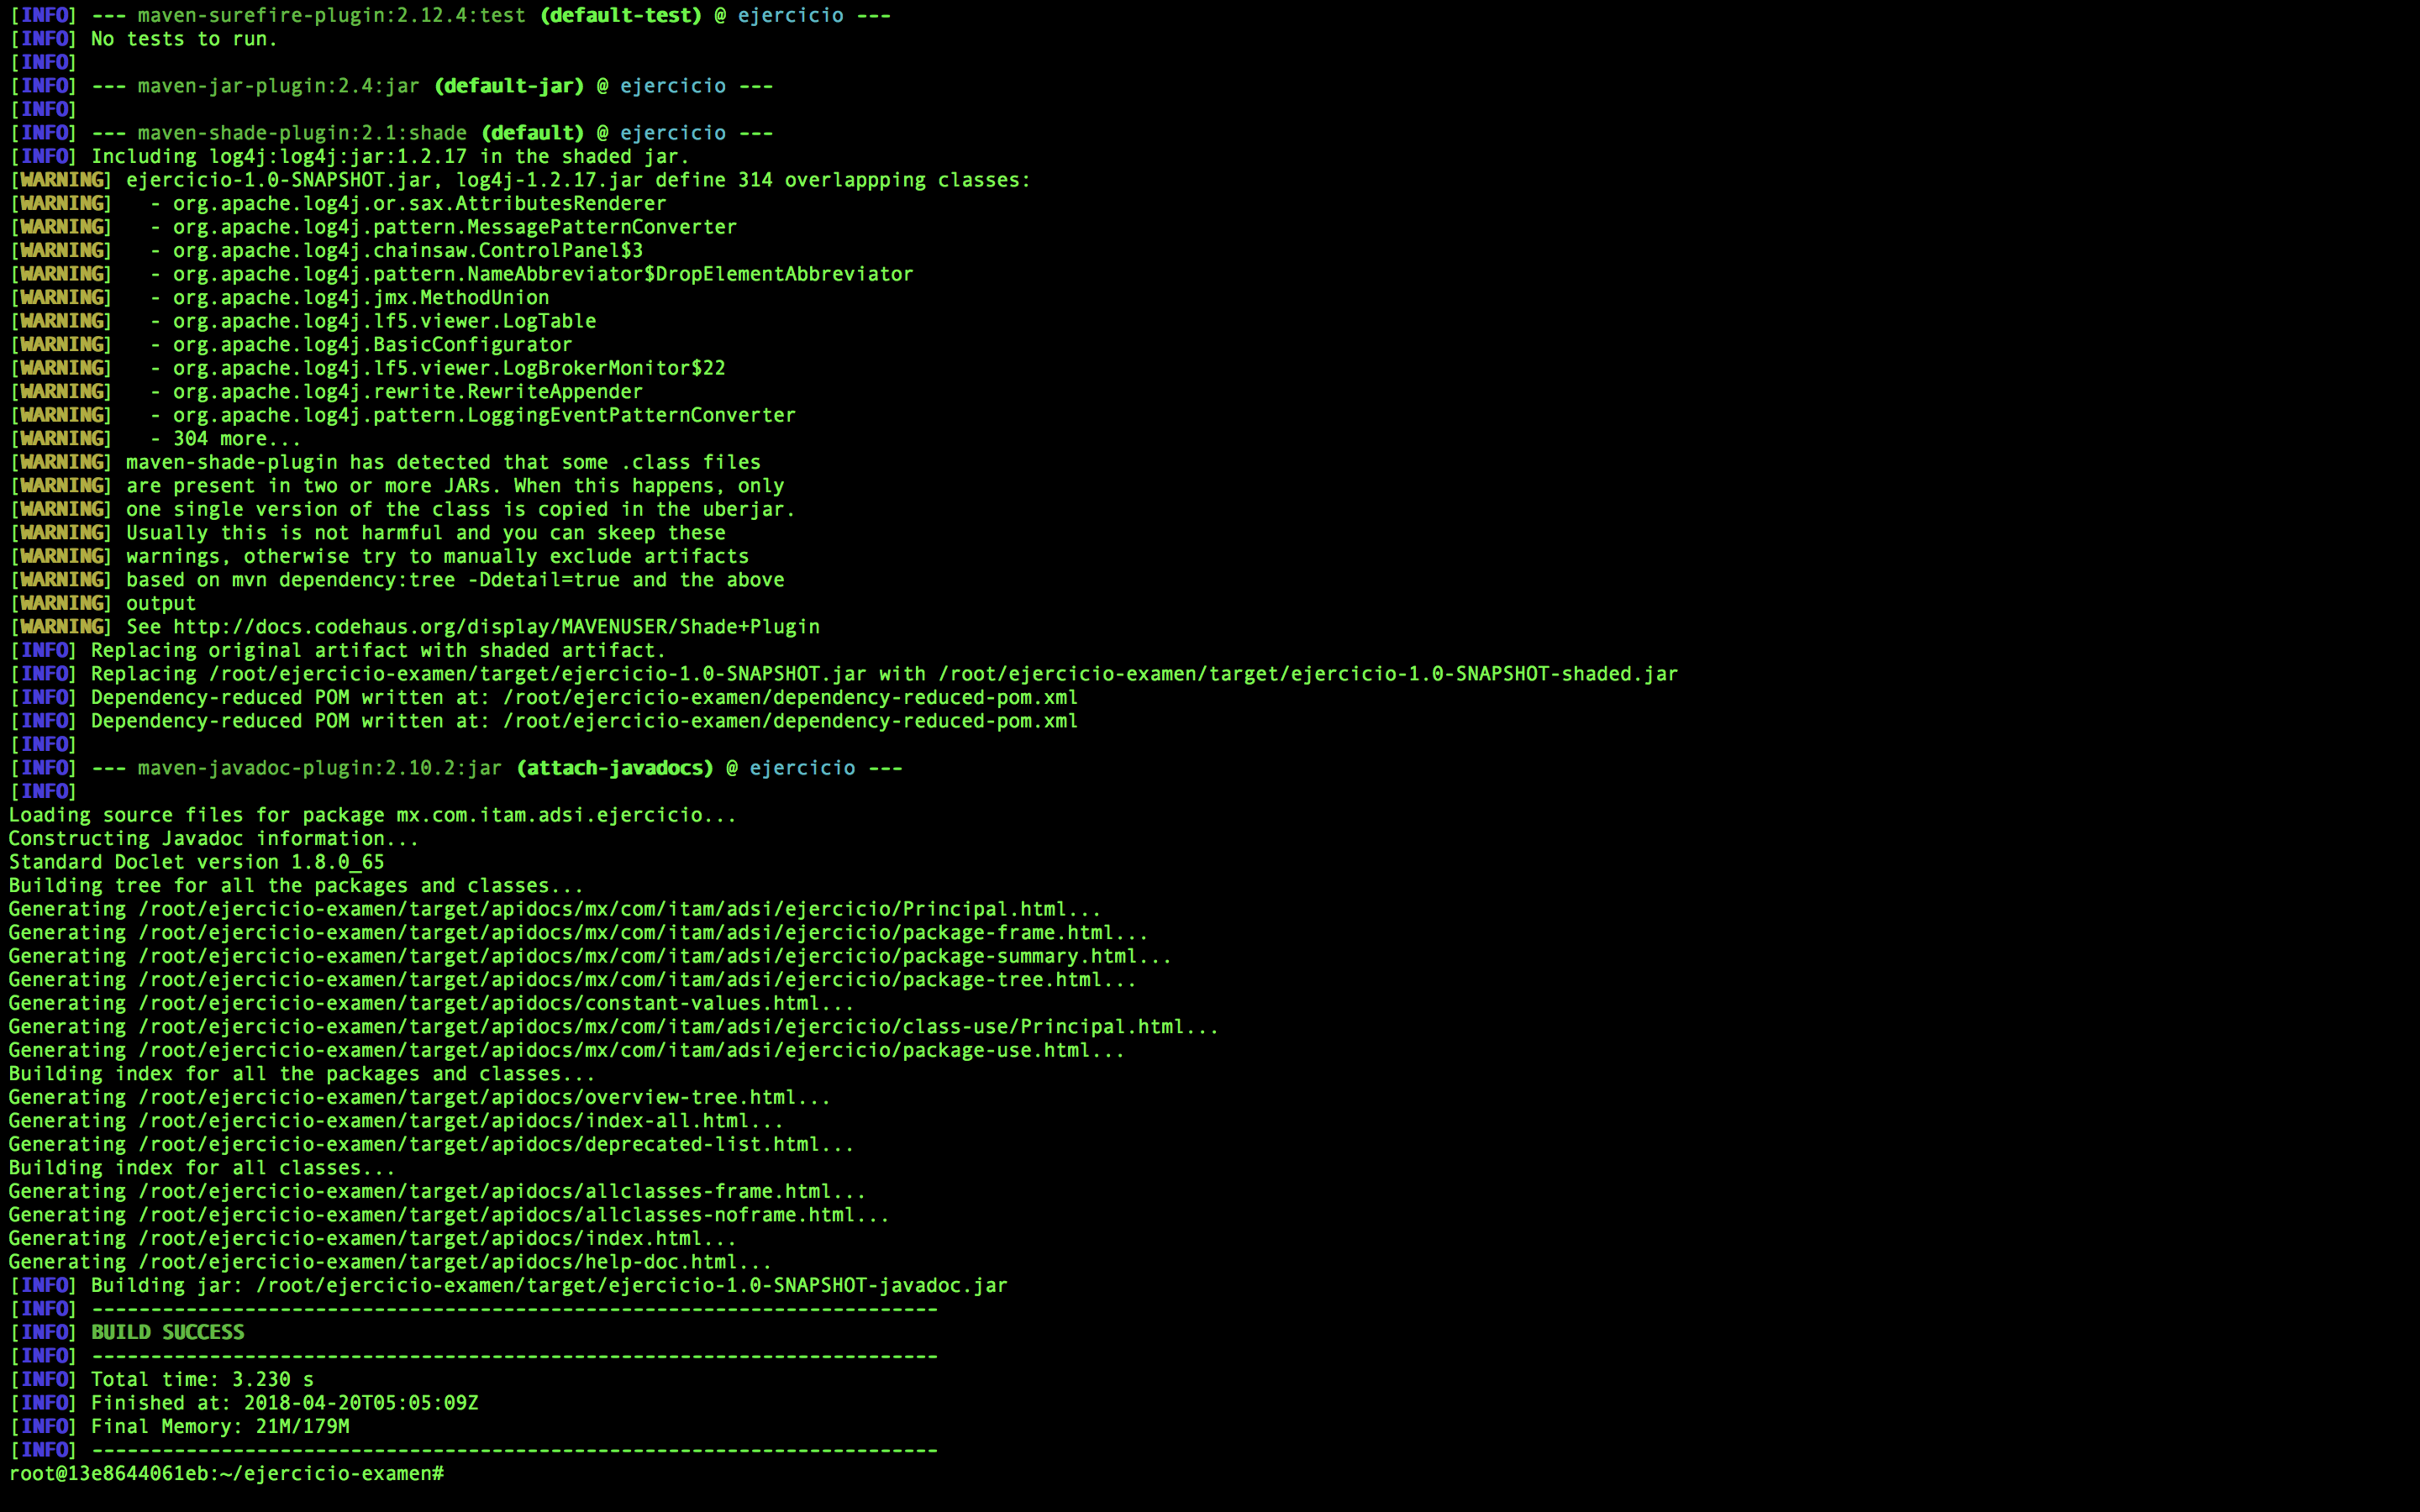 [INFO] --- maven-surefire-plugin:2.12.4:test (default-test) @ ejercicio ---
[INFO] No tests to run.
[INFO]
[INFO] --- maven-jar-plugin:2.4:jar (default-jar) @ ejercicio ---
[INFO]
[INFO] --- maven-shade-plugin:2.1:shade (default) @ ejercicio ---
[INFO] Including log4j:log4j:jar:1.2.17 in the shaded jar.
[WARNING] ejercicio-1.0-SNAPSHOT.jar, log4j-1.2.17.jar define 314 overlappping classes:
[WARNING]   - org.apache.log4j.or.sax.AttributesRenderer
[WARNING]   - org.apache.log4j.pattern.MessagePatternConverter
[WARNING]   - org.apache.log4j.chainsaw.ControlPanel$3
[WARNING]   - org.apache.log4j.pattern.NameAbbreviator$DropElementAbbreviator
[WARNING]   - org.apache.log4j.jmx.MethodUnion
[WARNING]   - org.apache.log4j.lf5.viewer.LogTable
[WARNING]   - org.apache.log4j.BasicConfigurator
[WARNING]   - org.apache.log4j.lf5.viewer.LogBrokerMonitor$22
[WARNING]   - org.apache.log4j.rewrite.RewriteAppender
[WARNING]   - org.apache.log4j.pattern.LoggingEventPatternConverter
[WARNING]   - 304 more...
[WARNING] maven-shade-plugin has detected that some .class files
[WARNING] are present in two or more JARs. When this happens, only
[WARNING] one single version of the class is copied in the uberjar.
[WARNING] Usually this is not harmful and you can skeep these
[WARNING] warnings, otherwise try to manually exclude artifacts
[WARNING] based on mvn dependency:tree -Ddetail=true and the above
[WARNING] output
[WARNING] See http://docs.codehaus.org/display/MAVENUSER/Shade+Plugin
[INFO] Replacing original artifact with shaded artifact.
[INFO] Replacing /root/ejercicio-examen/target/ejercicio-1.0-SNAPSHOT.jar with /root/ejercicio-examen/target/ejercicio-1.0-SNAPSHOT-shaded.jar
[INFO] Dependency-reduced POM written at: /root/ejercicio-examen/dependency-reduced-pom.xml
[INFO] Dependency-reduced POM written at: /root/ejercicio-examen/dependency-reduced-pom.xml
[INFO]
[INFO] --- maven-javadoc-plugin:2.10.2:jar (attach-javadocs) @ ejercicio ---
[INFO]
Loading source files for package mx.com.itam.adsi.ejercicio...
Constructing Javadoc information...
Standard Doclet version 1.8.0_65
Building tree for all the packages and classes...
Generating /root/ejercicio-examen/target/apidocs/mx/com/itam/adsi/ejercicio/Principal.html...
Generating /root/ejercicio-examen/target/apidocs/mx/com/itam/adsi/ejercicio/package-frame.html...
Generating /root/ejercicio-examen/target/apidocs/mx/com/itam/adsi/ejercicio/package-summary.html...
Generating /root/ejercicio-examen/target/apidocs/mx/com/itam/adsi/ejercicio/package-tree.html...
Generating /root/ejercicio-examen/target/apidocs/constant-values.html...
Generating /root/ejercicio-examen/target/apidocs/mx/com/itam/adsi/ejercicio/class-use/Principal.html...
Generating /root/ejercicio-examen/target/apidocs/mx/com/itam/adsi/ejercicio/package-use.html...
Building index for all the packages and classes...
Generating /root/ejercicio-examen/target/apidocs/overview-tree.html...
Generating /root/ejercicio-examen/target/apidocs/index-all.html...
Generating /root/ejercicio-examen/target/apidocs/deprecated-list.html...
Building index for all classes...
Generating /root/ejercicio-examen/target/apidocs/allclasses-frame.html...
Generating /root/ejercicio-examen/target/apidocs/allclasses-noframe.html...
Generating /root/ejercicio-examen/target/apidocs/index.html...
Generating /root/ejercicio-examen/target/apidocs/help-doc.html...
[INFO] Building jar: /root/ejercicio-examen/target/ejercicio-1.0-SNAPSHOT-javadoc.jar
[INFO] ------------------------------------------------------------------------
[INFO] BUILD SUCCESS
[INFO] ------------------------------------------------------------------------
[INFO] Total time: 3.230 s
[INFO] Finished at: 2018-04-20T05:05:09Z
[INFO] Final Memory: 21M/179M
[INFO] ------------------------------------------------------------------------
root@13e8644061eb:~/ejercicio-examen#